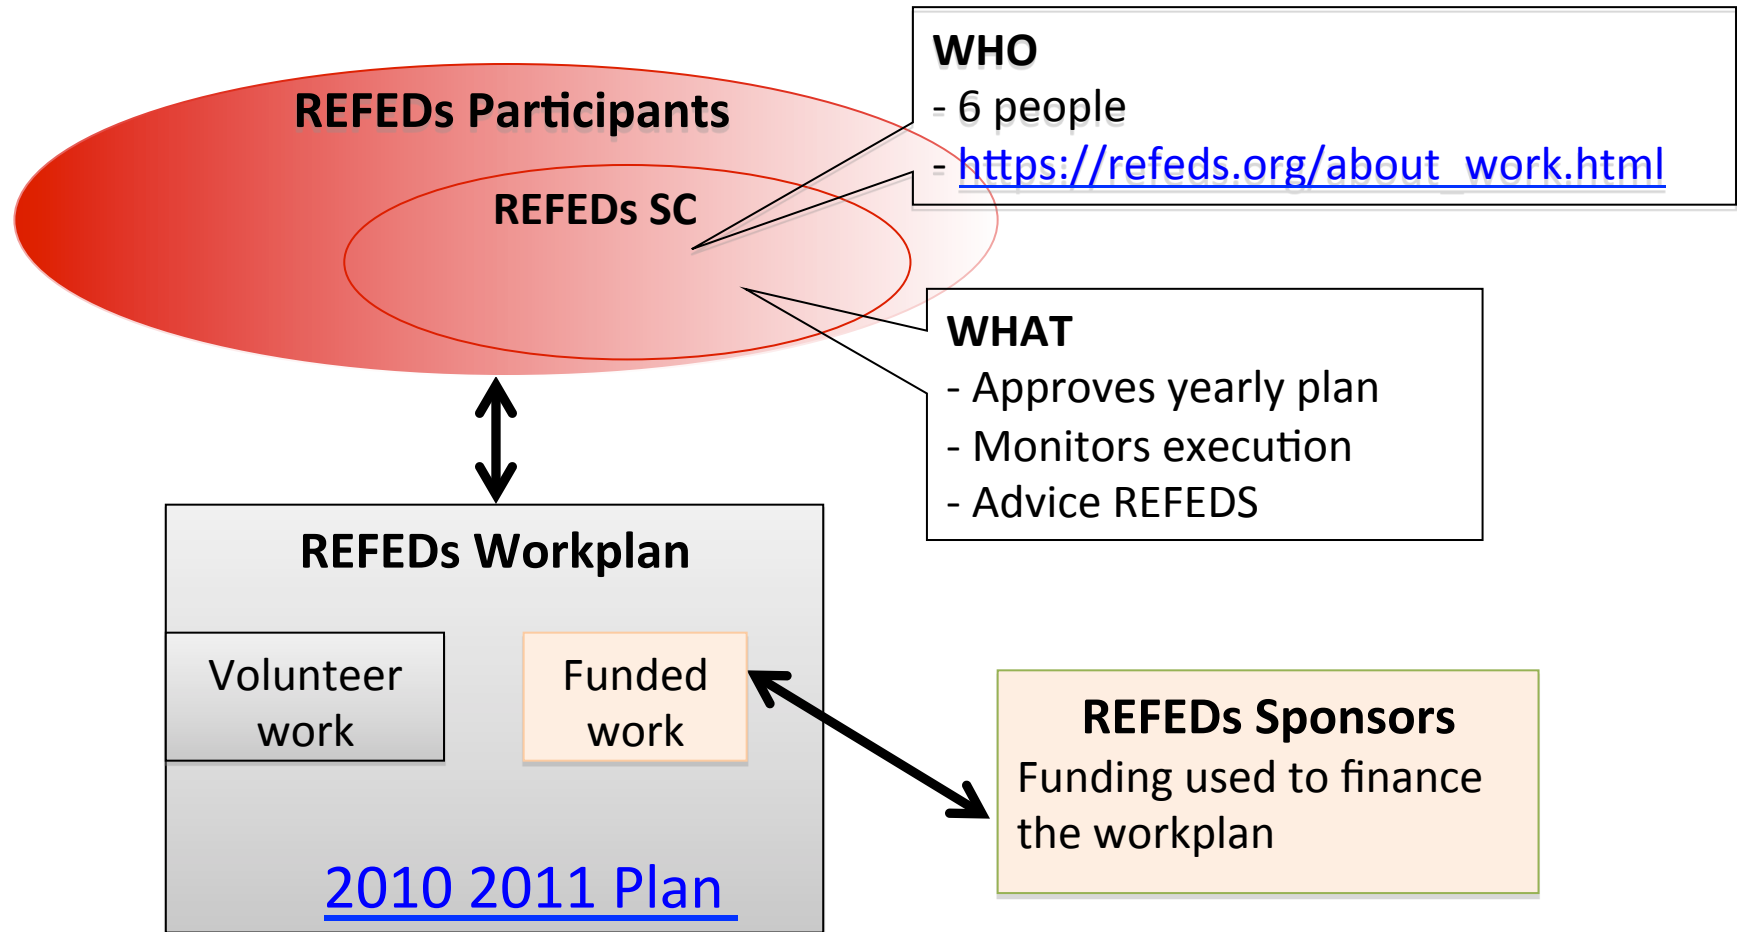 REFEDs Participants
REFEDs SC
WHO
- 6 people
- https://refeds.org/about_work.html
WHAT
- Approves yearly plan
- Monitors execution
- Advice REFEDS
REFEDs Workplan
Volunteer
work
Funded
work
2010 2011 Plan
REFEDs Sponsors
Funding used to finance
the workplan